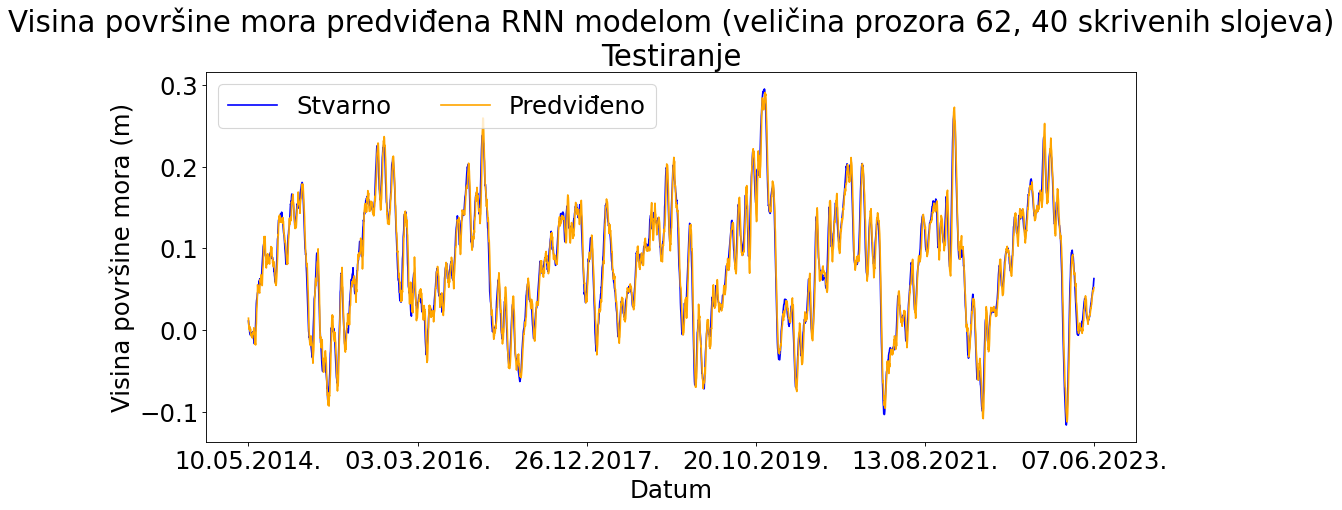 Visina površine mora predviđena RNN modelom (veličina prozora 62, 40 skrivenih slojeva)
Testiranje
Stvarno
Predviđeno
Visina površine mora (m)
0.3
0.2
0.1
0.0
−0.1
10.05.2014.
03.03.2016.
26.12.2017.
20.10.2019.
13.08.2021.
07.06.2023.
Datum